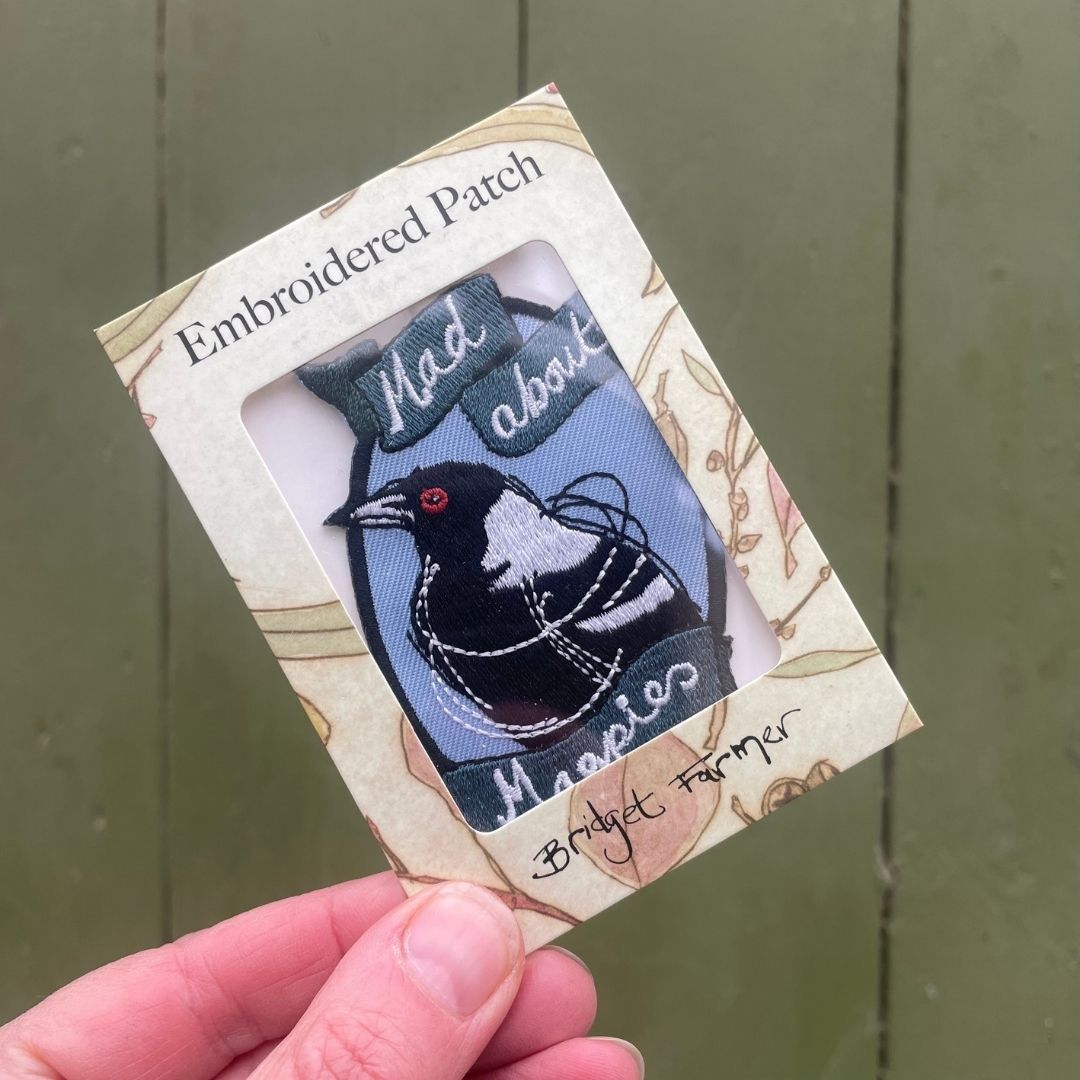 Embroidered Patch
Mad
about
Magpies
Bridget Farmer